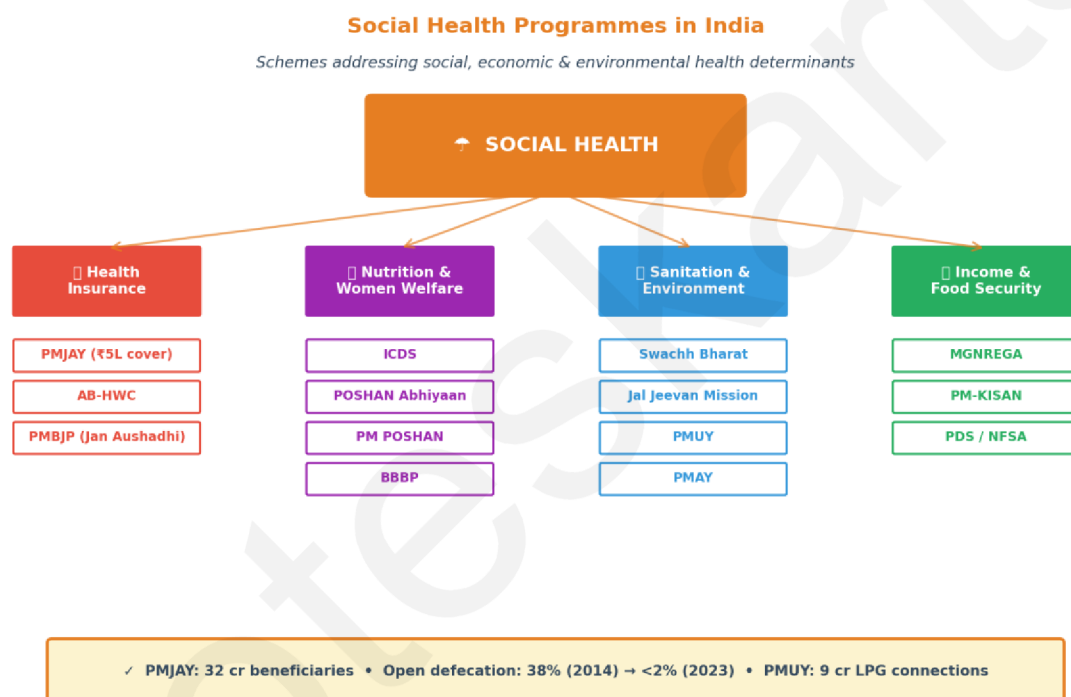 Social Health Programmes in India
Schemes addressing social, economic & environmental health determinants
☂ SOCIAL HEALTH
Health
Insurance
PMJAY (₹5L cover)
AB-HWC
PMBJP (Jan Aushadhi)
Nutrition &
Women Welfare
ICDS
POSHAN Abhiyaan
PM POSHAN
BBBP
Sanitation &
Environment
Swachh Bharat
Jal Jeevan Mission
PMUY
PMAY
Income &
Food Security
MGNREGA
PM-KISAN
PDS / NFSA
✓ PMJAY: 32 cr beneficiaries • Open defecation: 38% (2014) → <2% (2023) • PMUY: 9 cr LPG connections